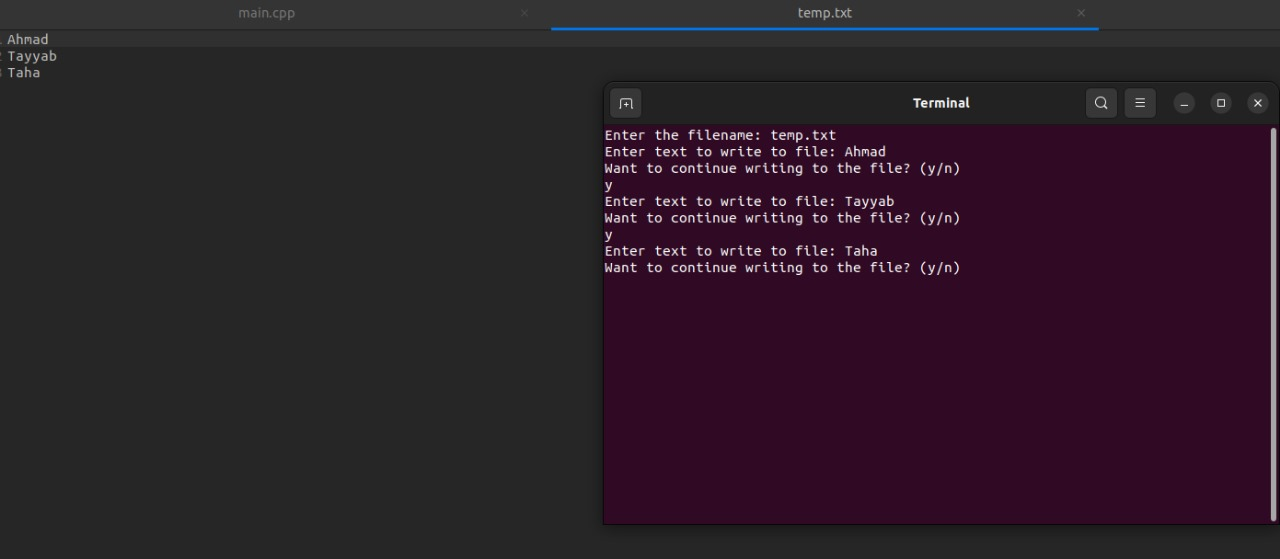 main.cpp
temp.txt
Ahmad
Tayyab
Taha
Terminal
Enter the filename: temp.txt
Enter text to write to file: Ahmad
Want to continue writing to the file? (y/n)
y
Enter text to write to file: Tayyab
Want to continue writing to the file? (y/n)
y
Enter text to write to file: Taha
Want to continue writing to the file? (y/n)